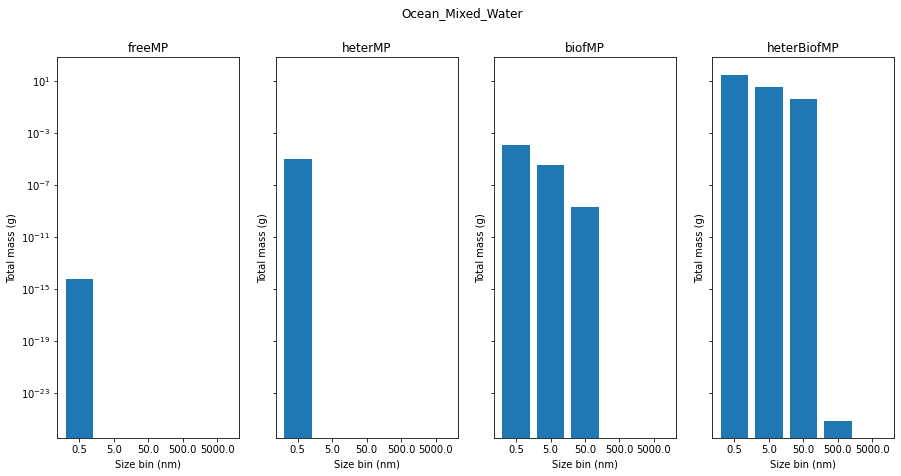 Ocean_Mixed_Water
freeMP
heterMP
biofMP
heterBiofMP
Total mass (g)
10¹
10⁻³
10⁻⁷
10⁻¹¹
10⁻¹⁵
10⁻¹⁹
10⁻²³
0.5 5.0 50.0 500.0 5000.0
Size bin (nm)
Total mass (g)
0.5 5.0 50.0 500.0 5000.0
Size bin (nm)
Total mass (g)
0.5 5.0 50.0 500.0 5000.0
Size bin (nm)
Total mass (g)
0.5 5.0 50.0 500.0 5000.0
Size bin (nm)